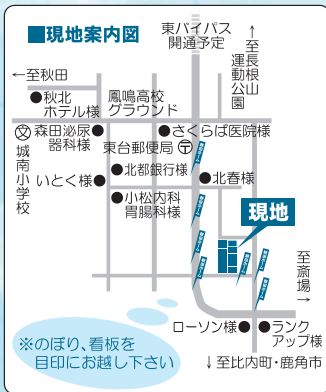 ■現地案内図
東バイパス
開通予定
↑至長根山
運動公園
←至秋田
●秋北
ホテル様
鳳鳴高校
グラウンド
文
城南小学校
森田泌尿●
器科様
●さくらば医院様
東台郵便局〒
●北都銀行様
いとく様●
●北春様
●小松内科
胃腸科様
現地
至斎場→
ローソン様●
●ランク
アップ様
※のぼり、看板を
目印にお越し下さい
↓至比内町・鹿角市